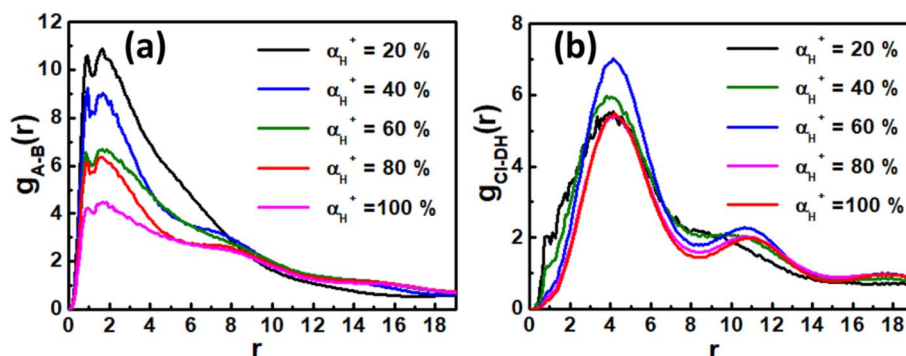 (a)
g_A-B(r)
12
10
8
6
4
2
0
α_H^+ = 20 %
α_H^+ = 40 %
α_H^+ = 60 %
α_H^+ = 80 %
α_H^+ =100 %
0 2 4 6 8 10 12 14 16 18
r
(b)
g_Cl-DH(r)
8
6
4
2
0
α_H^+ = 20 %
α_H^+ = 40 %
α_H^+ = 60 %
α_H^+ = 80 %
α_H^+ =100 %
0 2 4 6 8 10 12 14 16 18
r